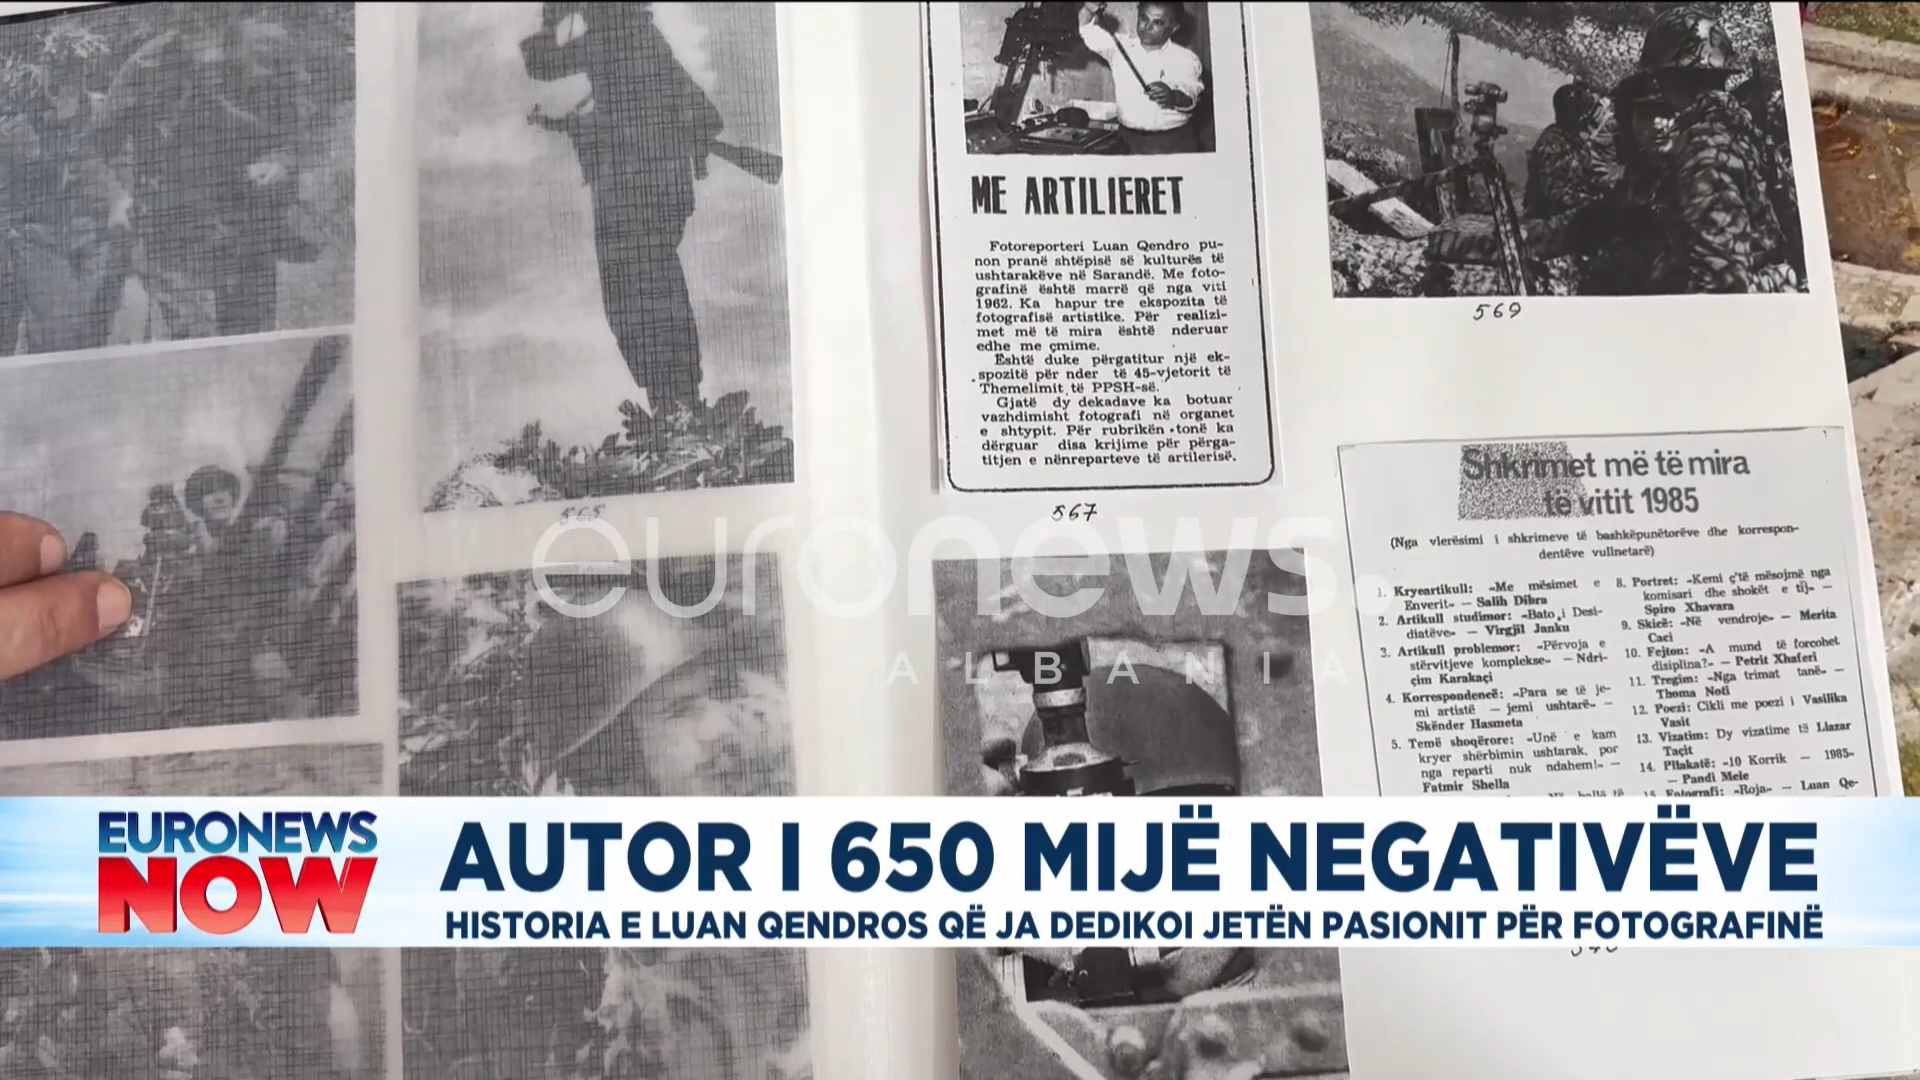 ME ARTILIERET
Fotoreporteri Luan Qendro pu-
non pranë shtëpisë së kulturës të
ushtarakëve në Sarandë. Me foto-
grafinë është marrë që nga viti
1962. Ka hapur tre ekspozita të
fotografisë artistike. Për realizi-
met më të mira është nderuar
edhe me çmime.
Është duke përgatitur një ek-
spozitë për nder të 45-vjetorit të
Themelimit të PPSH-së.
Gjatë dy dekadave ka botuar
vazhdimisht fotografi në organet
e shtypit. Për rubrikën tonë ka
dërguar disa krijime për përga-
titjen e nënreparteve të artilerisë.
565
567
569
Shkrimet më të mira
të vitit 1985
(Nga vlerësimi i shkrimeve të bashkëpunëtorëve dhe korrespon-
dentëve vullnetarë)
1. Kryeartikull: «Me mësimet e
Enverit» — Salih Dibra
2. Artikull studimor: «Bato i Desi-
diatëve» — Virgjil Janku
3. Artikull problemor: «Përvoja e
stërvitjeve komplekse» — Ndri-
çim Karakaçi
4. Korrespondencë: «Para se të je-
mi artistë — jemi ushtarë» —
Skënder Hasmeta
5. Temë shoqërore: «Unë e kam
kryer shërbimin ushtarak, por
nga reparti nuk ndahem!» —
Fatmir Shella
8. Portret: «Kemi ç'të mësojmë nga
komisari dhe shokët e tij» —
Spiro Xhavara
9. Skicë: «Në vendroje» — Merita
Caci
10. Fejton: «A mund të forcohet
disiplina?» — Petrit Xhaferi
11. Tregim: «Nga trimat tanë» —
Thoma Noti
12. Poezi: Cikli me poezi i Vasilika
Vasit
13. Vizatim: Dy vizatime të Llazar
Taçit
14. Pllakatë: «10 Korrik — 1985»
— Pandi Mele
15. Fotografi: «Roja» — Luan Qe-
euronews.
ALBANIA
EURONEWS
NOW
AUTOR I 650 MIJË NEGATIVËVE
HISTORIA E LUAN QENDROS QË JA DEDIKOI JETËN PASIONIT PËR FOTOGRAFINË